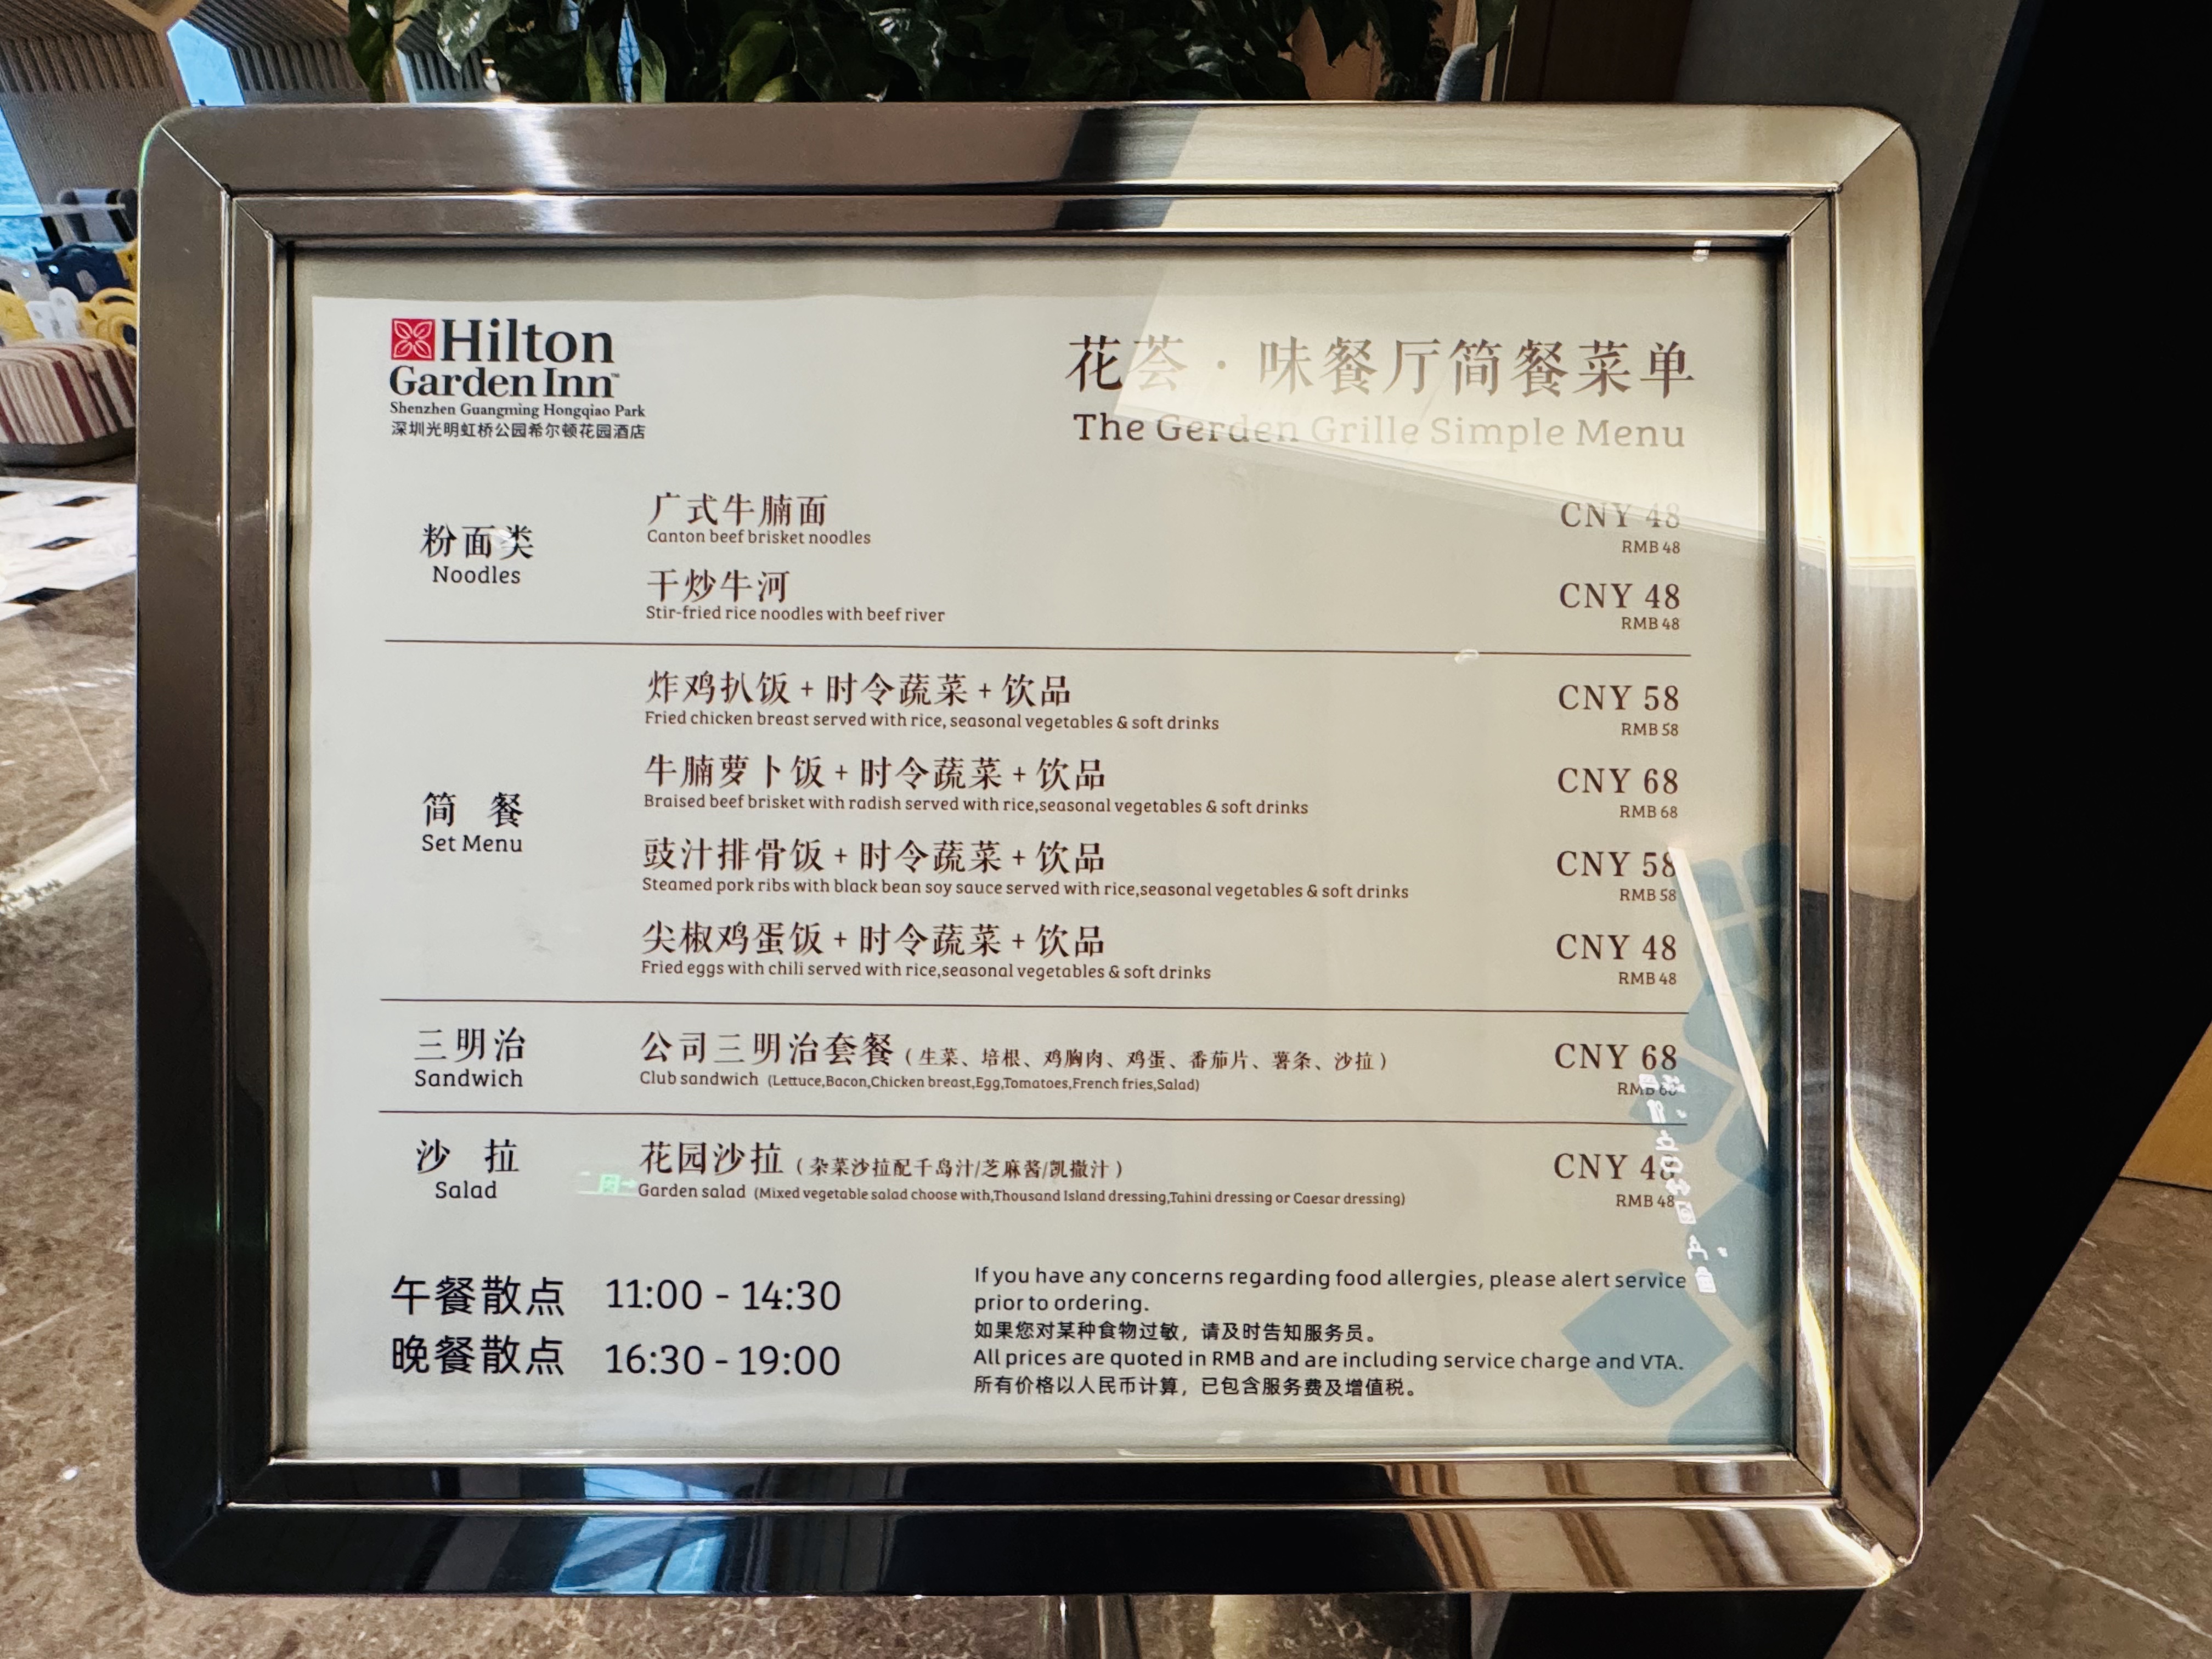 Hilton
Garden Inn™
Shenzhen Guangming Hongqiao Park
深圳光明虹桥公园希尔顿花园酒店
花荟·味餐厅简餐菜单
The Gerden Grille Simple Menu
粉面类
Noodles
广式牛腩面 CNY 48
Canton beef brisket noodles RMB 48
干炒牛河 CNY 48
Stir-fried rice noodles with beef river RMB 48
简 餐
Set Menu
炸鸡扒饭 + 时令蔬菜 + 饮品 CNY 58
Fried chicken breast served with rice, seasonal vegetables & soft drinks RMB 58
牛腩萝卜饭 + 时令蔬菜 + 饮品 CNY 68
Braised beef brisket with radish served with rice,seasonal vegetables & soft drinks RMB 68
豉汁排骨饭 + 时令蔬菜 + 饮品 CNY 58
Steamed pork ribs with black bean soy sauce served with rice,seasonal vegetables & soft drinks RMB 58
尖椒鸡蛋饭 + 时令蔬菜 + 饮品 CNY 48
Fried eggs with chili served with rice,seasonal vegetables & soft drinks RMB 48
三明治
Sandwich
公司三明治套餐（生菜、培根、鸡胸肉、鸡蛋、番茄片、薯条、沙拉） CNY 68
Club sandwich (Lettuce,Bacon,Chicken breast,Egg,Tomatoes,French fries,Salad) RMB 68
沙 拉
Salad
花园沙拉（杂菜沙拉配千岛汁/芝麻酱/凯撒汁） CNY 48
Garden salad (Mixed vegetable salad choose with,Thousand Island dressing,Tahini dressing or Caesar dressing) RMB 48
午餐散点 11:00 - 14:30
晚餐散点 16:30 - 19:00
If you have any concerns regarding food allergies, please alert service
prior to ordering.
如果您对某种食物过敏，请及时告知服务员。
All prices are quoted in RMB and are including service charge and VTA.
所有价格以人民币计算，已包含服务费及增值税。